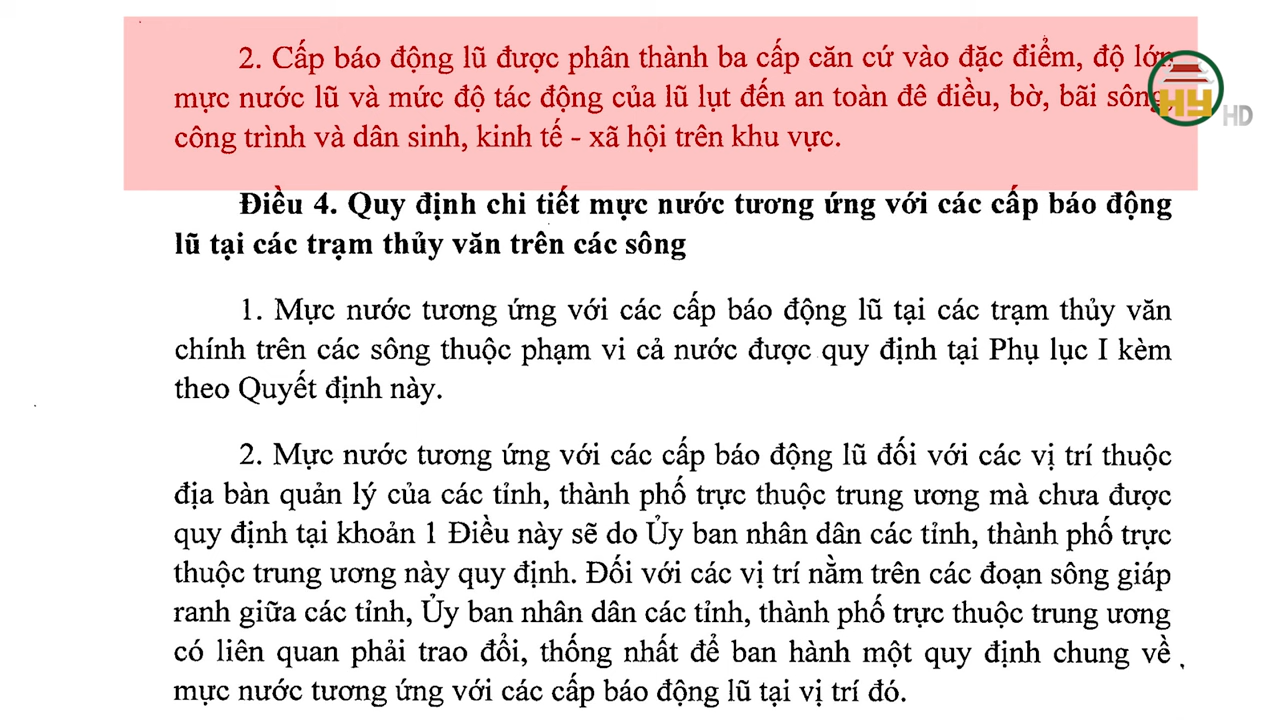 2. Cấp báo động lũ được phân thành ba cấp căn cứ vào đặc điểm, độ lớn
mực nước lũ và mức độ tác động của lũ lụt đến an toàn đê điều, bờ, bãi sông,
công trình và dân sinh, kinh tế - xã hội trên khu vực.
HY HD
Điều 4. Quy định chi tiết mực nước tương ứng với các cấp báo động
lũ tại các trạm thủy văn trên các sông
1. Mực nước tương ứng với các cấp báo động lũ tại các trạm thủy văn
chính trên các sông thuộc phạm vi cả nước được quy định tại Phụ lục I kèm
theo Quyết định này.
2. Mực nước tương ứng với các cấp báo động lũ đối với các vị trí thuộc
địa bàn quản lý của các tỉnh, thành phố trực thuộc trung ương mà chưa được
quy định tại khoản 1 Điều này sẽ do Ủy ban nhân dân các tỉnh, thành phố trực
thuộc trung ương này quy định. Đối với các vị trí nằm trên các đoạn sông giáp
ranh giữa các tỉnh, Ủy ban nhân dân các tỉnh, thành phố trực thuộc trung ương
có liên quan phải trao đổi, thống nhất để ban hành một quy định chung về
mực nước tương ứng với các cấp báo động lũ tại vị trí đó.